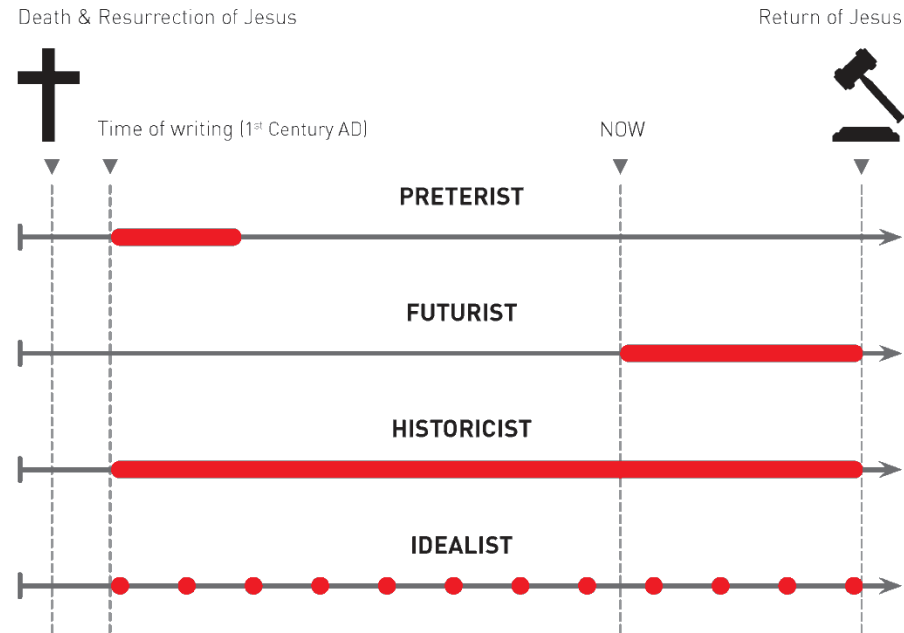 Death & Resurrection of Jesus
Return of Jesus
Time of writing (1st Century AD)
NOW
PRETERIST
FUTURIST
HISTORICIST
IDEALIST